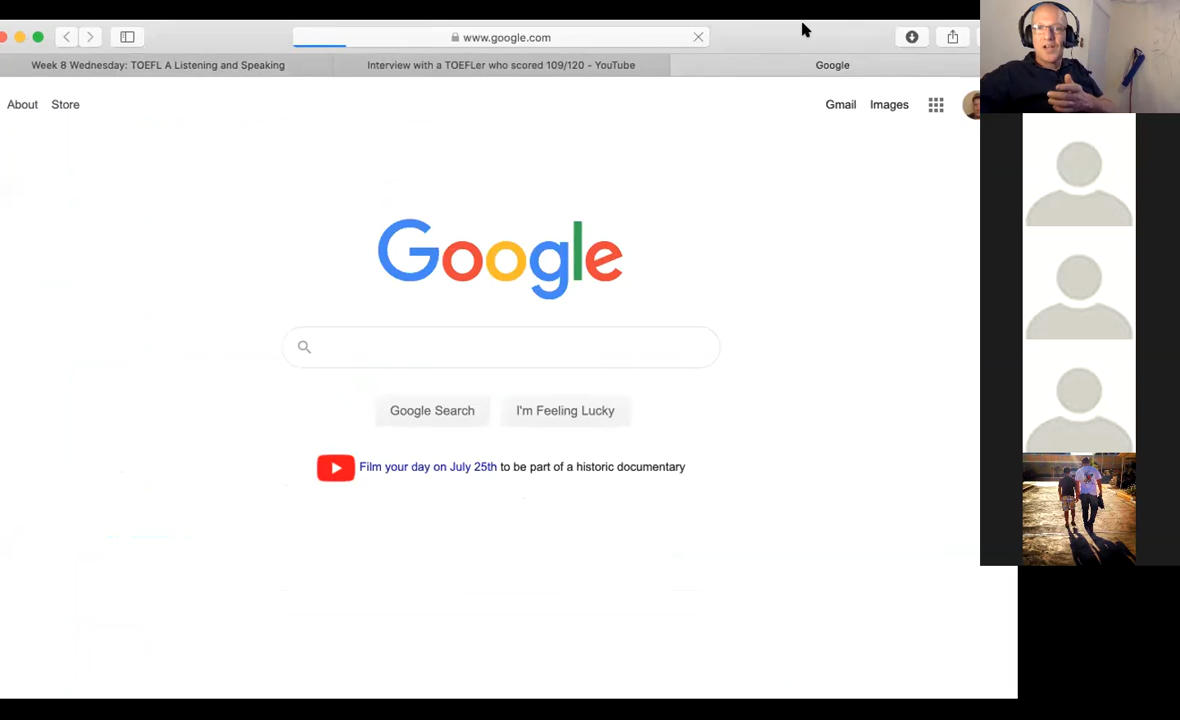 www.google.com
Week 8 Wednesday: TOEFL A Listening and Speaking
Interview with a TOEFLer who scored 109/120 - YouTube
Google
About
Store
Gmail
Images
Google
Google Search
I'm Feeling Lucky
Film your day on July 25th to be part of a historic documentary